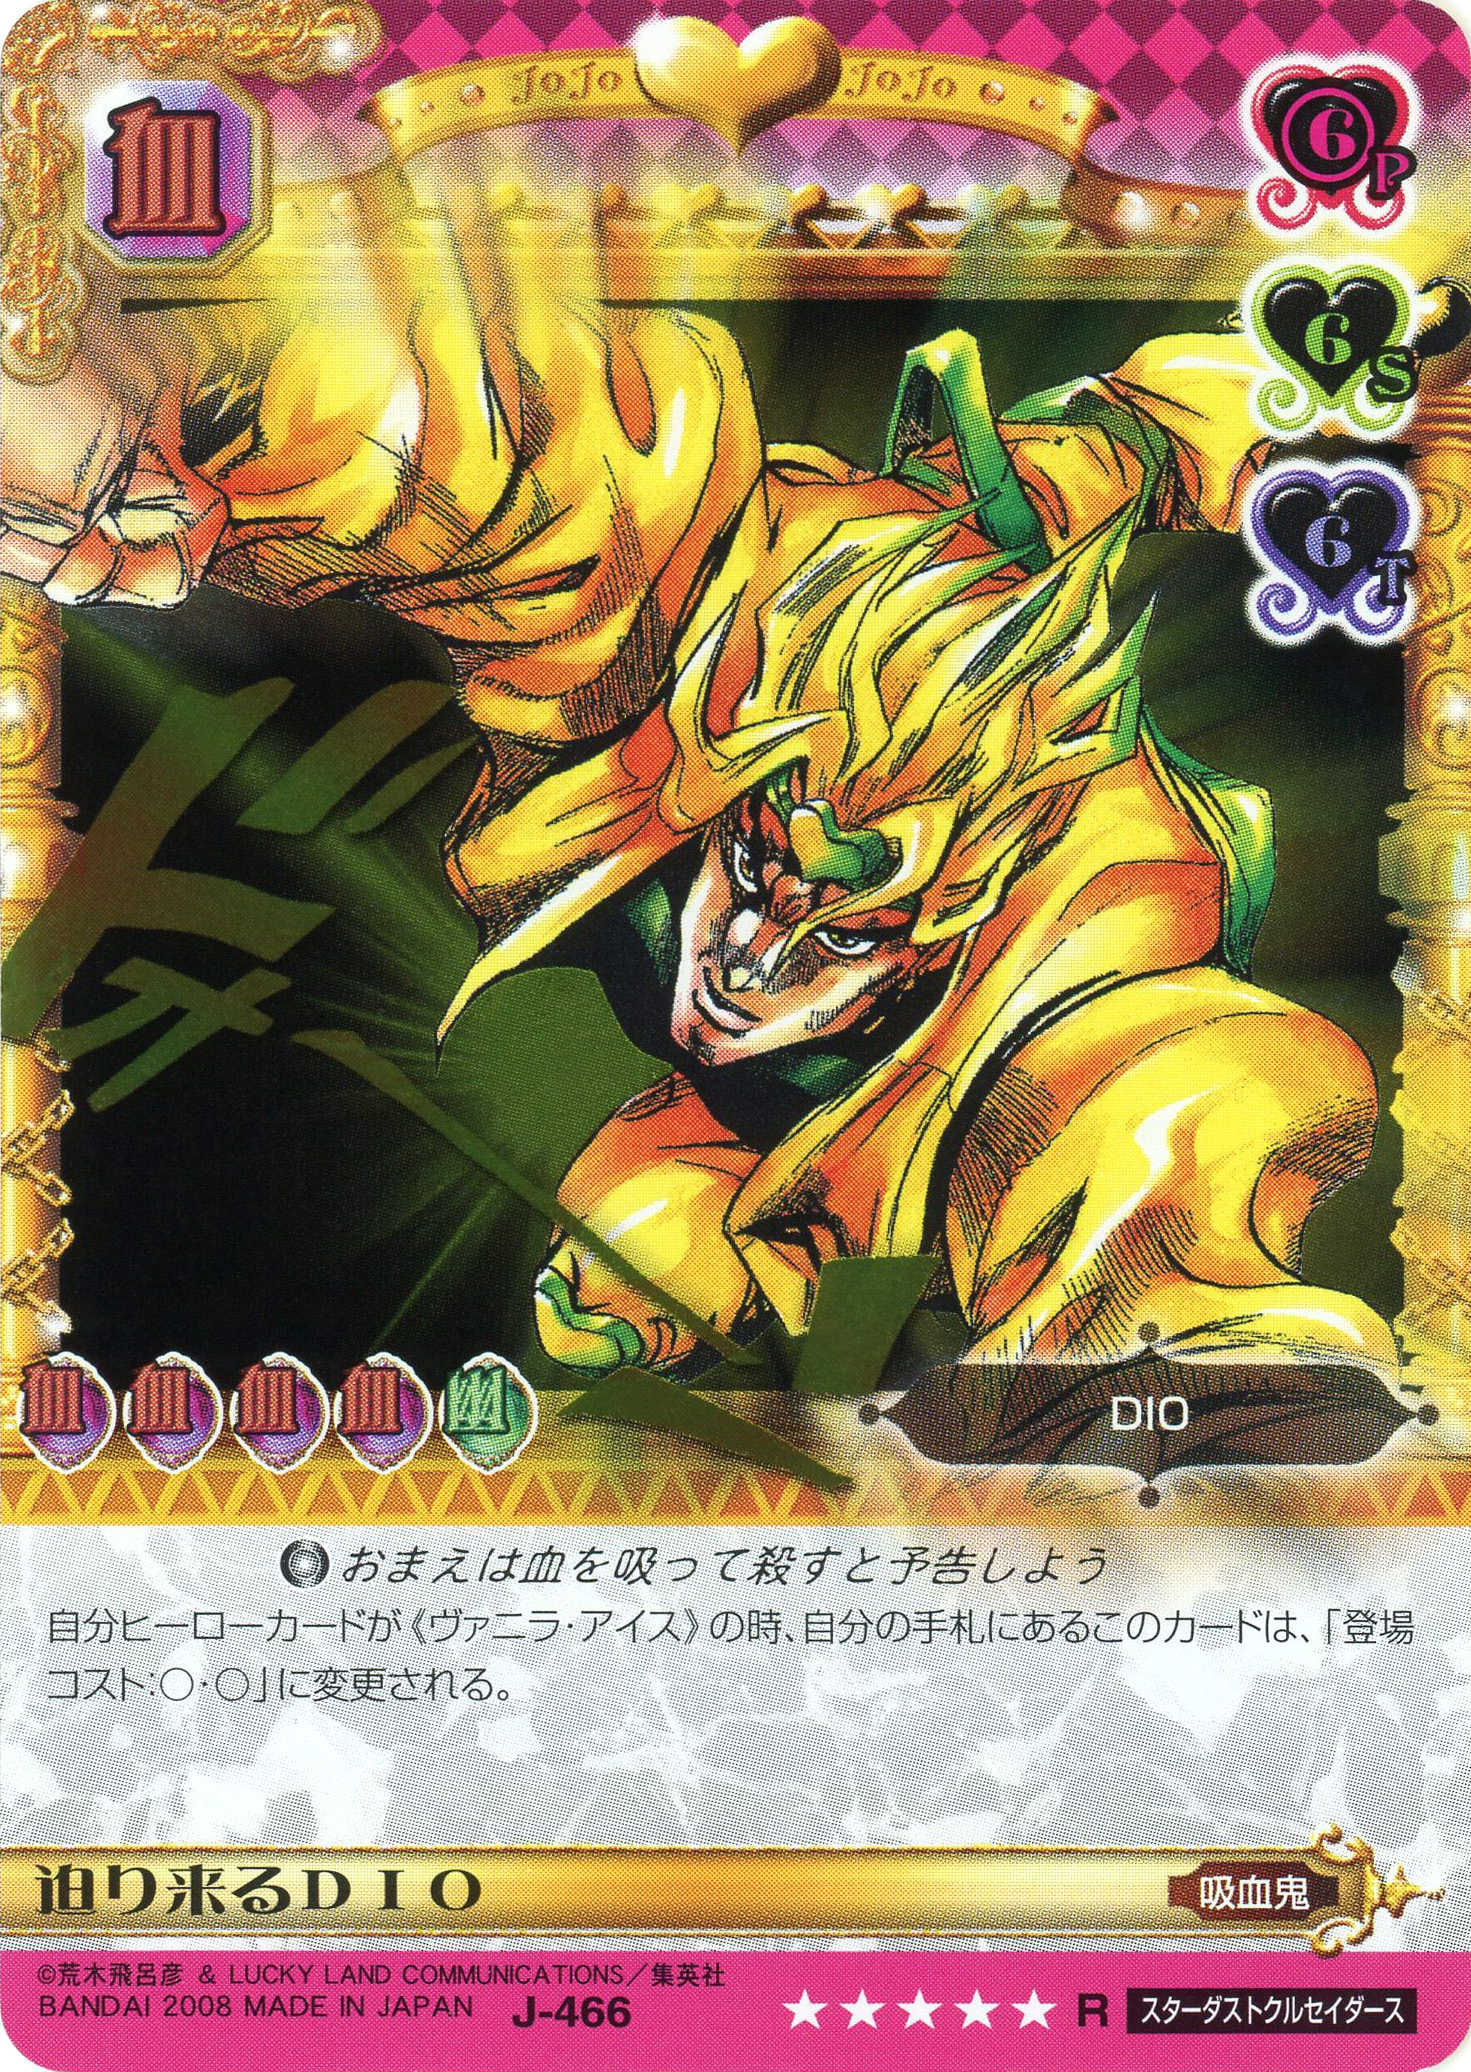 JoJo JoJo
血
6P
6S
6T
ドドン
血 血 血 血
DIO
おまえは血を吸って殺すと予告しよう
自分ヒーローカードが《ヴァニラ・アイス》の時、自分の手札にあるこのカードは、「登場
コスト:○・○」に変更される。
迫り来るDIO
吸血鬼
©荒木飛呂彦 & LUCKY LAND COMMUNICATIONS/集英社
BANDAI 2008 MADE IN JAPAN J-466 ★★★★★ R スターダストクルセイダース